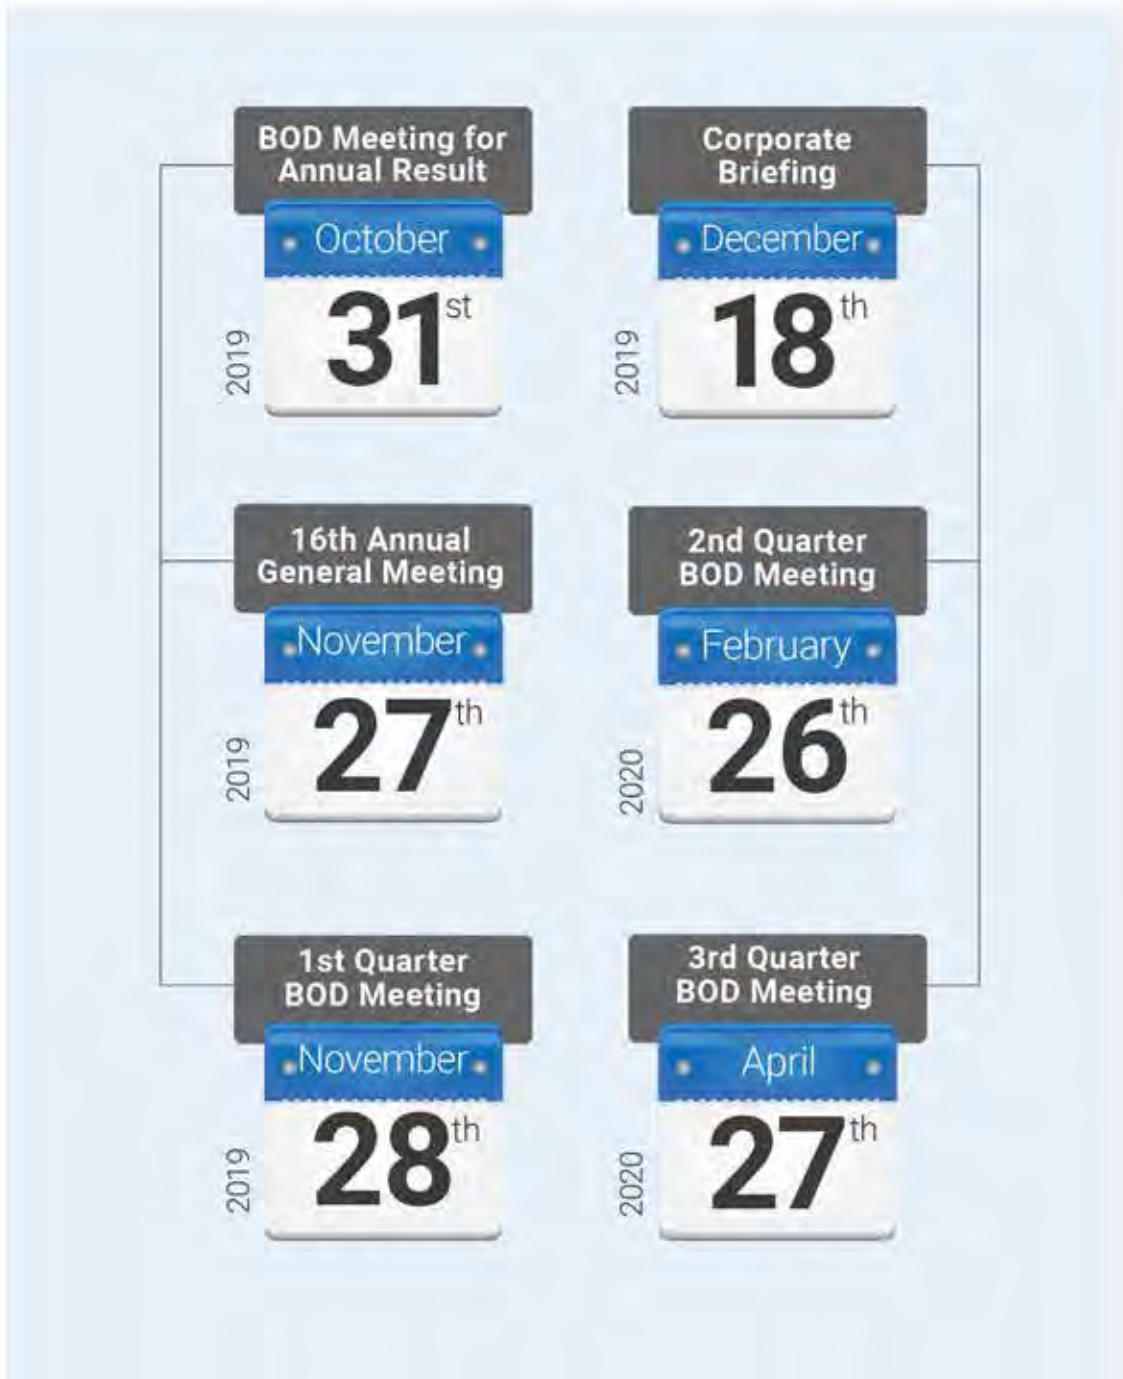 BOD Meeting for
Annual Result
October
31st
2019
16th Annual
General Meeting
November
27th
2019
1st Quarter
BOD Meeting
November
28th
2019
Corporate
Briefing
December
18th
2019
2nd Quarter
BOD Meeting
February
26th
2020
3rd Quarter
BOD Meeting
April
27th
2020